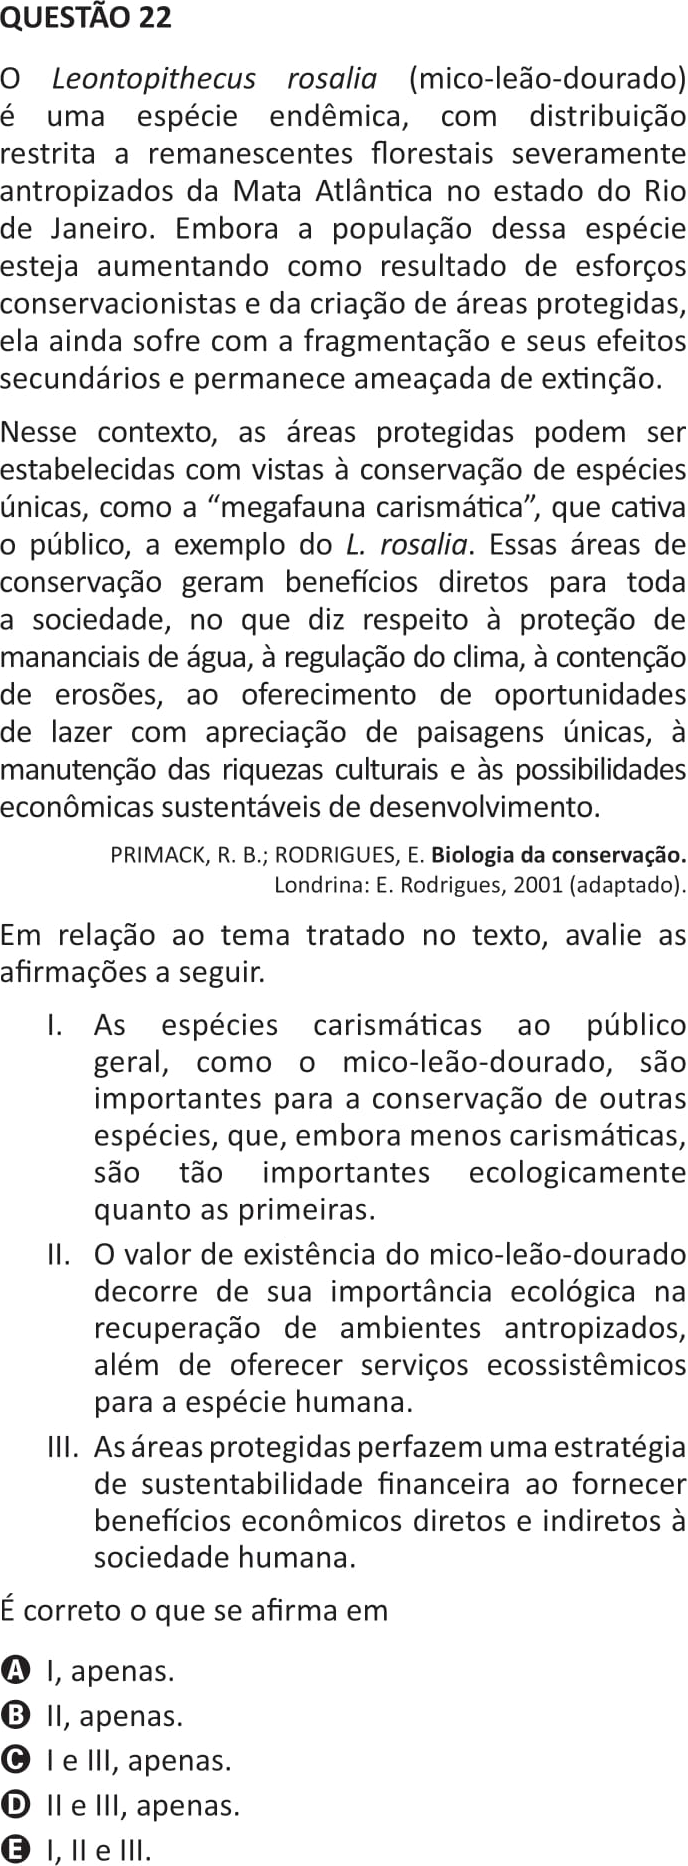 QUESTÃO 22
O Leontopithecus rosalia (mico-leão-dourado)
é uma espécie endêmica, com distribuição
restrita a remanescentes florestais severamente
antropizados da Mata Atlântica no estado do Rio
de Janeiro. Embora a população dessa espécie
esteja aumentando como resultado de esforços
conservacionistas e da criação de áreas protegidas,
ela ainda sofre com a fragmentação e seus efeitos
secundários e permanece ameaçada de extinção.
Nesse contexto, as áreas protegidas podem ser
estabelecidas com vistas à conservação de espécies
únicas, como a “megafauna carismática”, que cativa
o público, a exemplo do L. rosalia. Essas áreas de
conservação geram benefícios diretos para toda
a sociedade, no que diz respeito à proteção de
mananciais de água, à regulação do clima, à contenção
de erosões, ao oferecimento de oportunidades
de lazer com apreciação de paisagens únicas, à
manutenção das riquezas culturais e às possibilidades
econômicas sustentáveis de desenvolvimento.
PRIMACK, R. B.; RODRIGUES, E. Biologia da conservação.
Londrina: E. Rodrigues, 2001 (adaptado).
Em relação ao tema tratado no texto, avalie as
afirmações a seguir.
I. As espécies carismáticas ao público
geral, como o mico-leão-dourado, são
importantes para a conservação de outras
espécies, que, embora menos carismáticas,
são tão importantes ecologicamente
quanto as primeiras.
II. O valor de existência do mico-leão-dourado
decorre de sua importância ecológica na
recuperação de ambientes antropizados,
além de oferecer serviços ecossistêmicos
para a espécie humana.
III. As áreas protegidas perfazem uma estratégia
de sustentabilidade financeira ao fornecer
benefícios econômicos diretos e indiretos à
sociedade humana.
É correto o que se afirma em
A I, apenas.
B II, apenas.
C I e III, apenas.
D II e III, apenas.
E I, II e III.